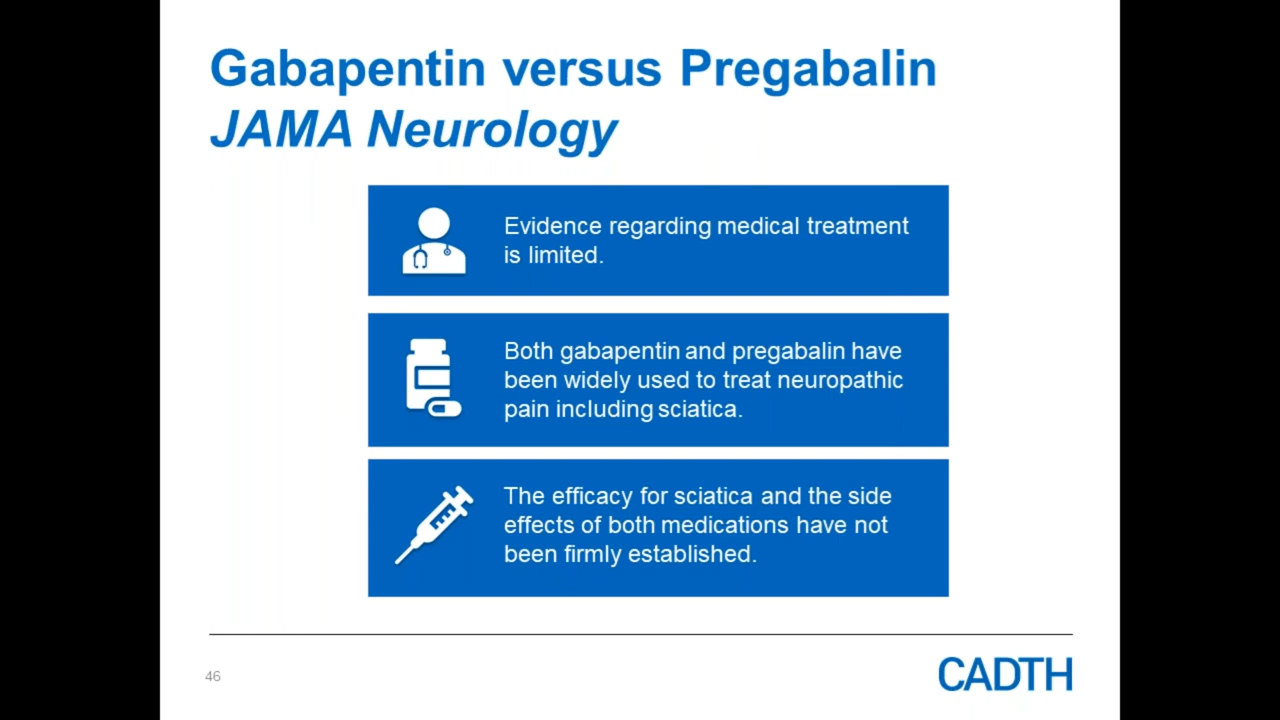 Gabapentin versus Pregabalin
JAMA Neurology
Evidence regarding medical treatment
is limited.
Both gabapentin and pregabalin have
been widely used to treat neuropathic
pain including sciatica.
The efficacy for sciatica and the side
effects of both medications have not
been firmly established.
46
CADTH